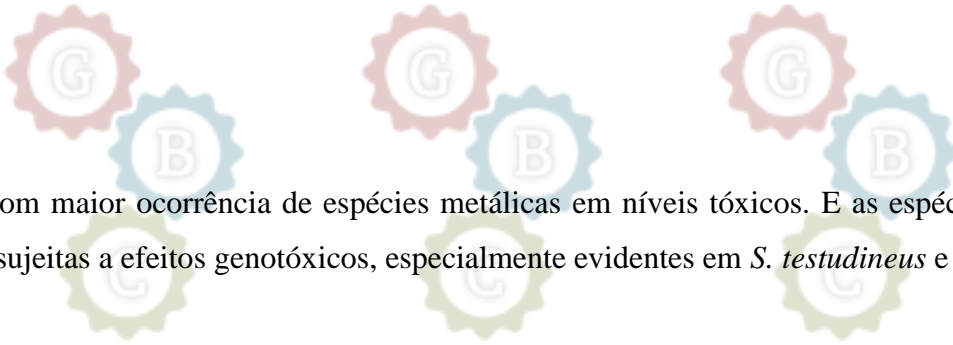 G G G
B B B
om maior ocorrência de espécies metálicas em níveis tóxicos. E as espéc
sujeitas a efeitos genotóxicos, especialmente evidentes em S. testudineus e
C C C